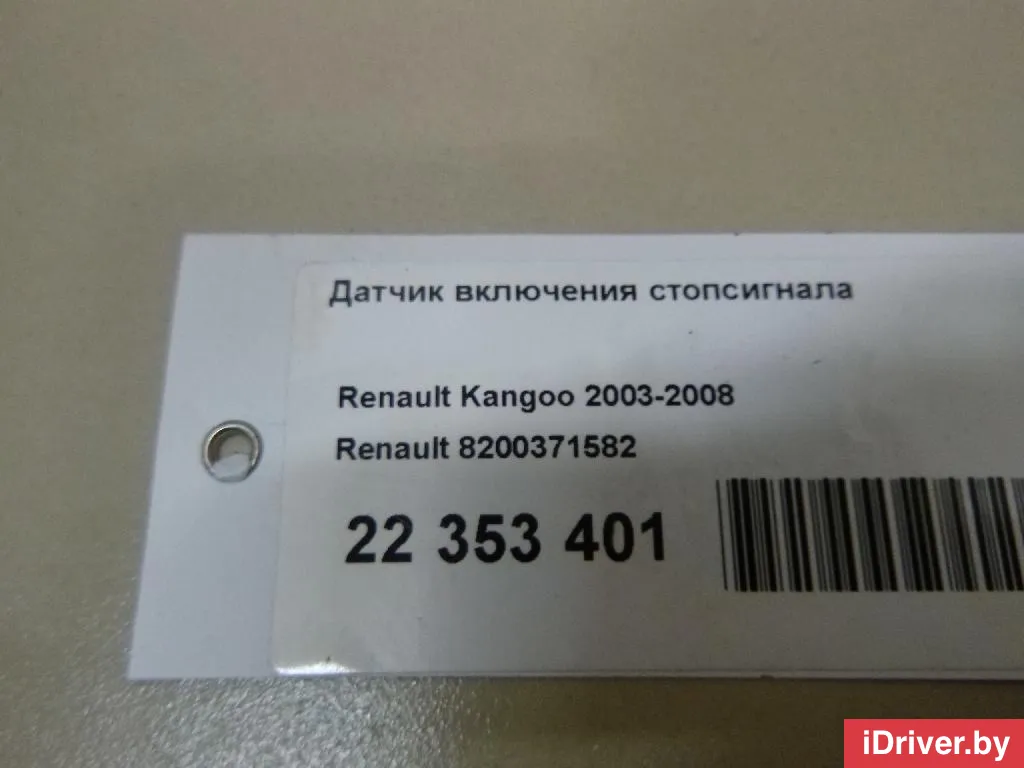 Датчик включения стопсигнала
Renault Kangoo 2003-2008
Renault 8200371582
22 353 401
iDriver.by